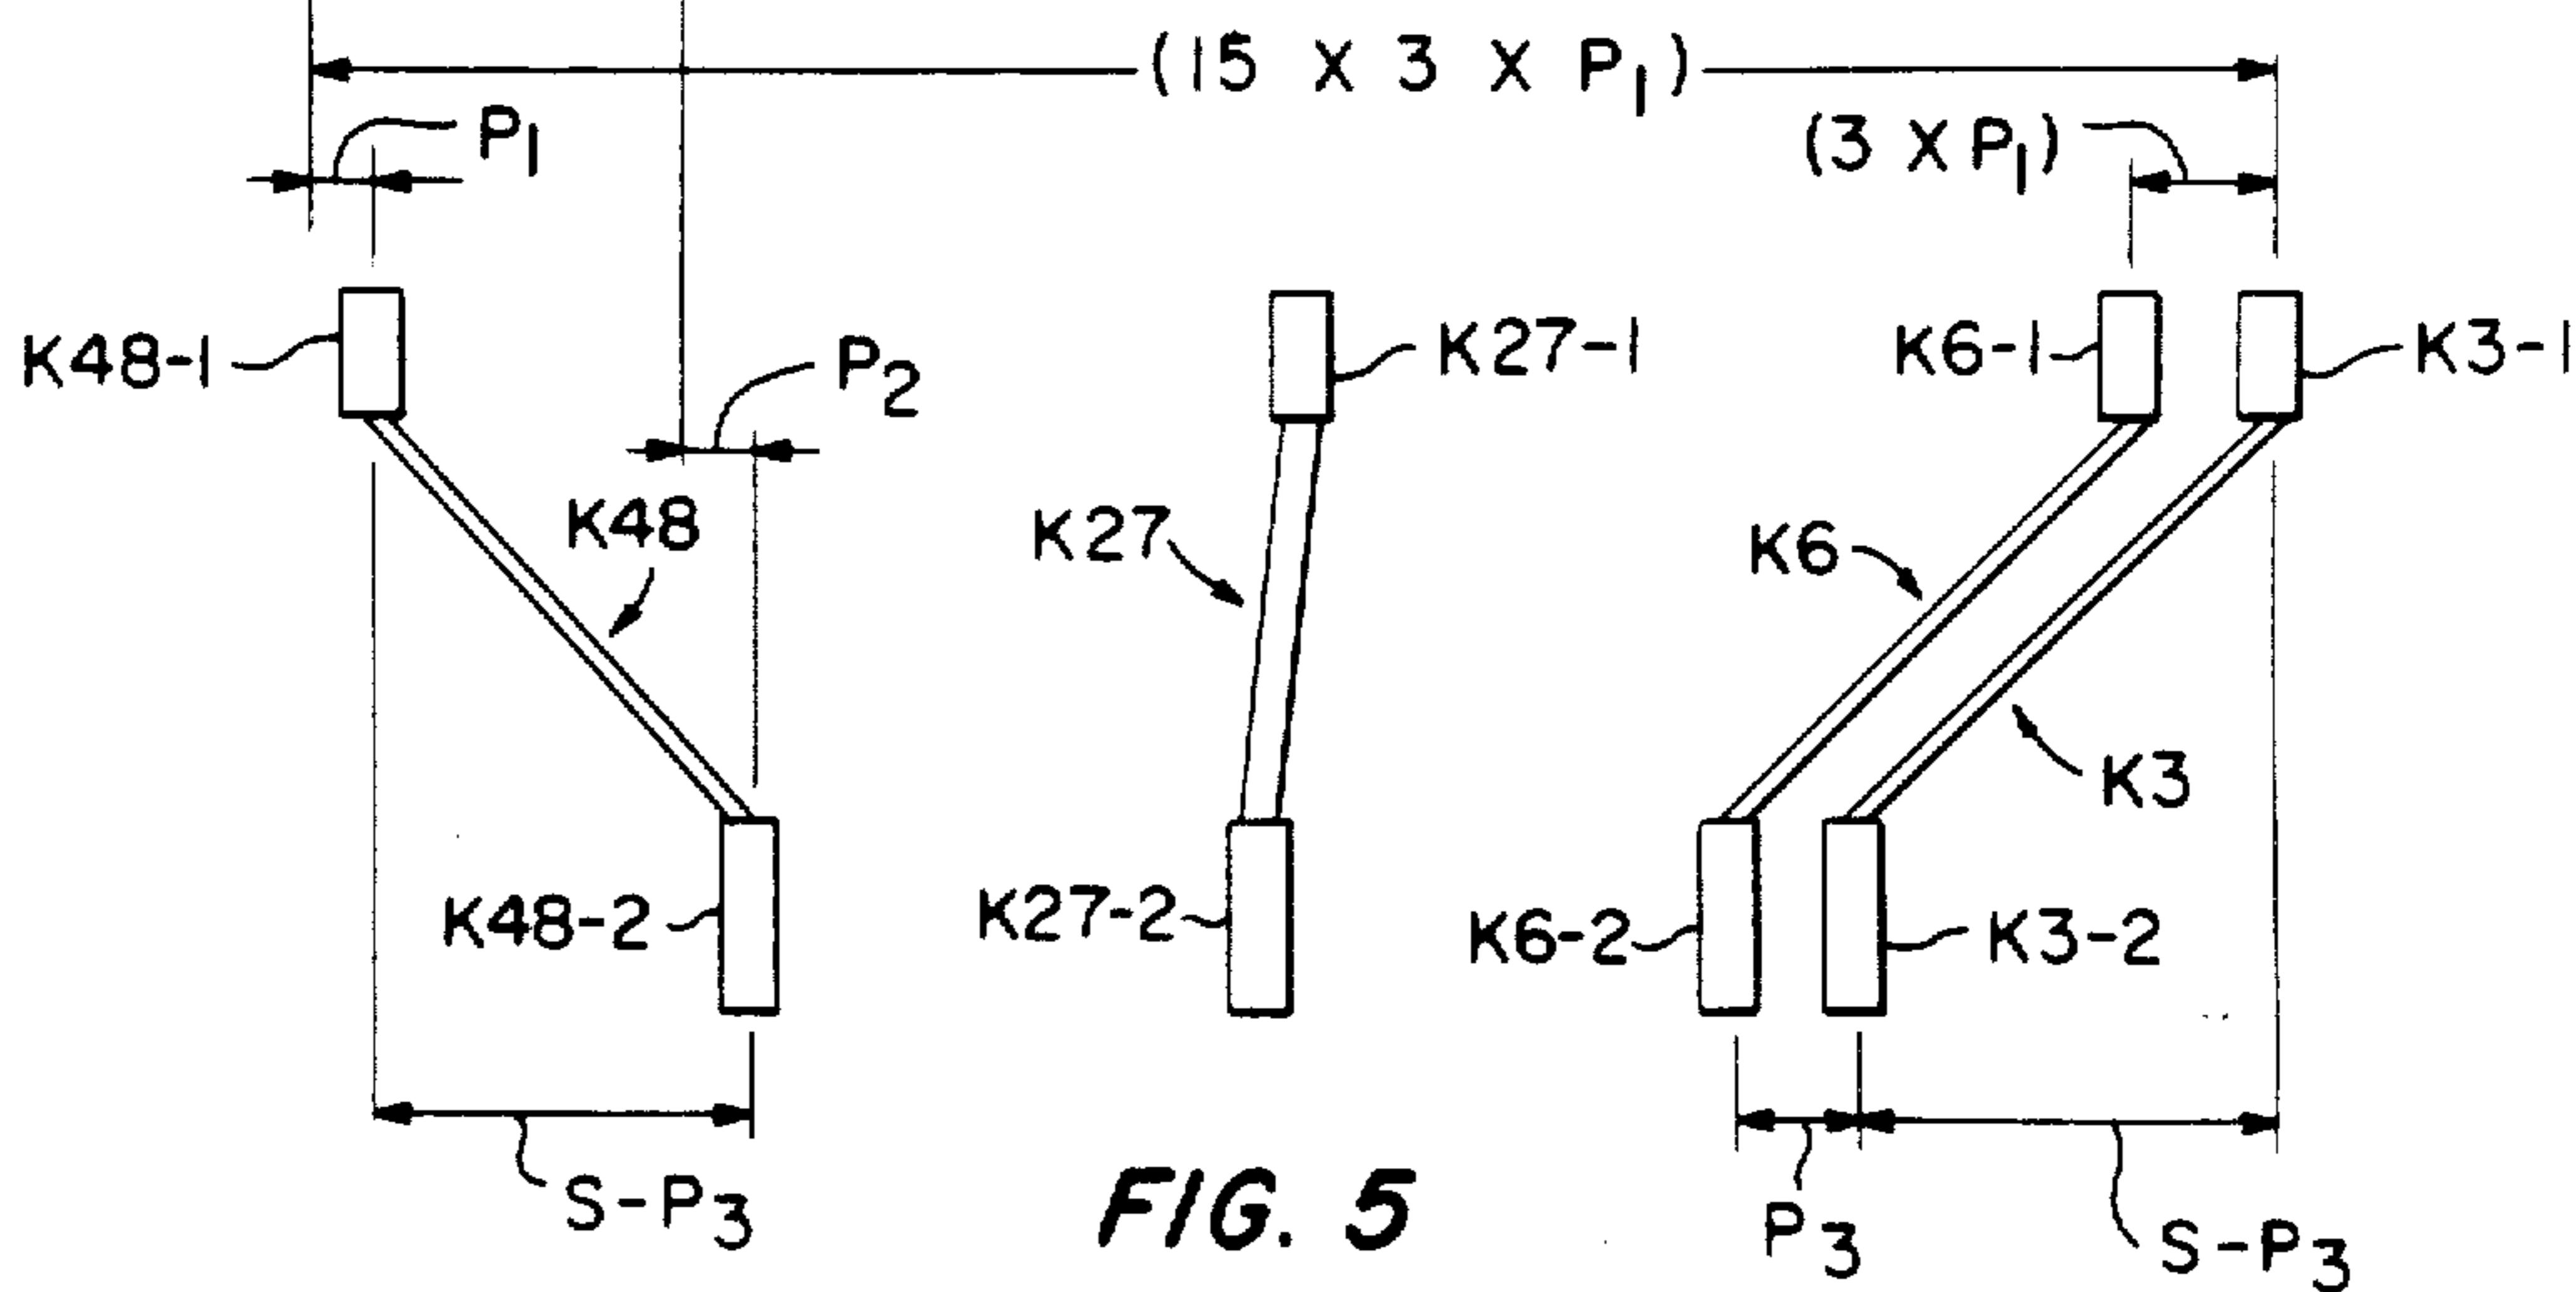 (15 X 3 X P1)
P1
(3 X P1)
K48-1
P2
K27-1
K6-1
K3-1
K48
K27
K6
K3
K48-2
K27-2
K6-2
K3-2
S-P3
P3
S-P3
FIG. 5